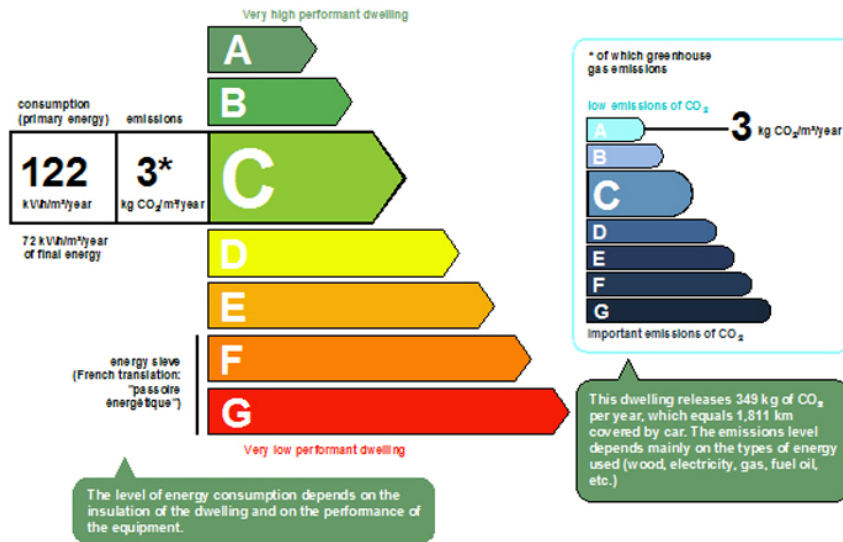 Very high performant dwelling
A
B
consumption
(primary energy)
emissions
122
kWh/m²/year
3*
kg CO₂/m²/year
C
72 kWh/m²/year
of final energy
D
E
energy sieve
(French translation:
"passoire
énergétique")
F
G
Very low performant dwelling
The level of energy consumption depends on the
insulation of the dwelling and on the performance of
the equipment.
* of which greenhouse
gas emissions
low emissions of CO₂
A
3 kg CO₂/m²/year
B
C
D
E
F
G
important emissions of CO₂
This dwelling releases 349 kg of CO₂
per year, which equals 1,811 km
covered by car. The emissions level
depends mainly on the types of energy
used (wood, electricity, gas, fuel oil,
etc.)